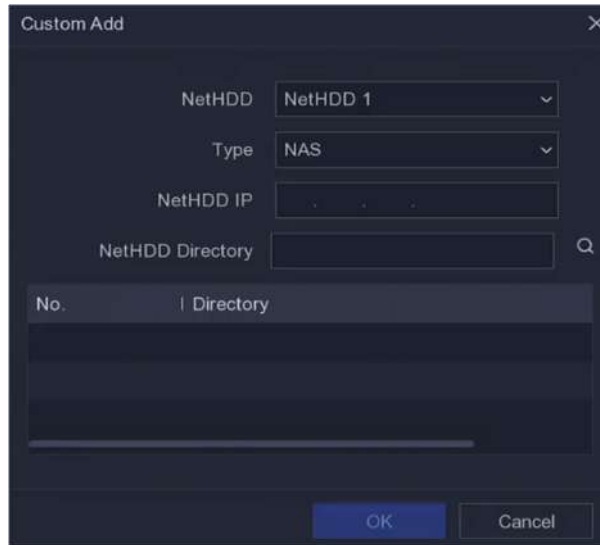 Custom Add
NetHDD NetHDD 1
Type NAS
NetHDD IP . . .
NetHDD Directory
No. Directory
OK Cancel